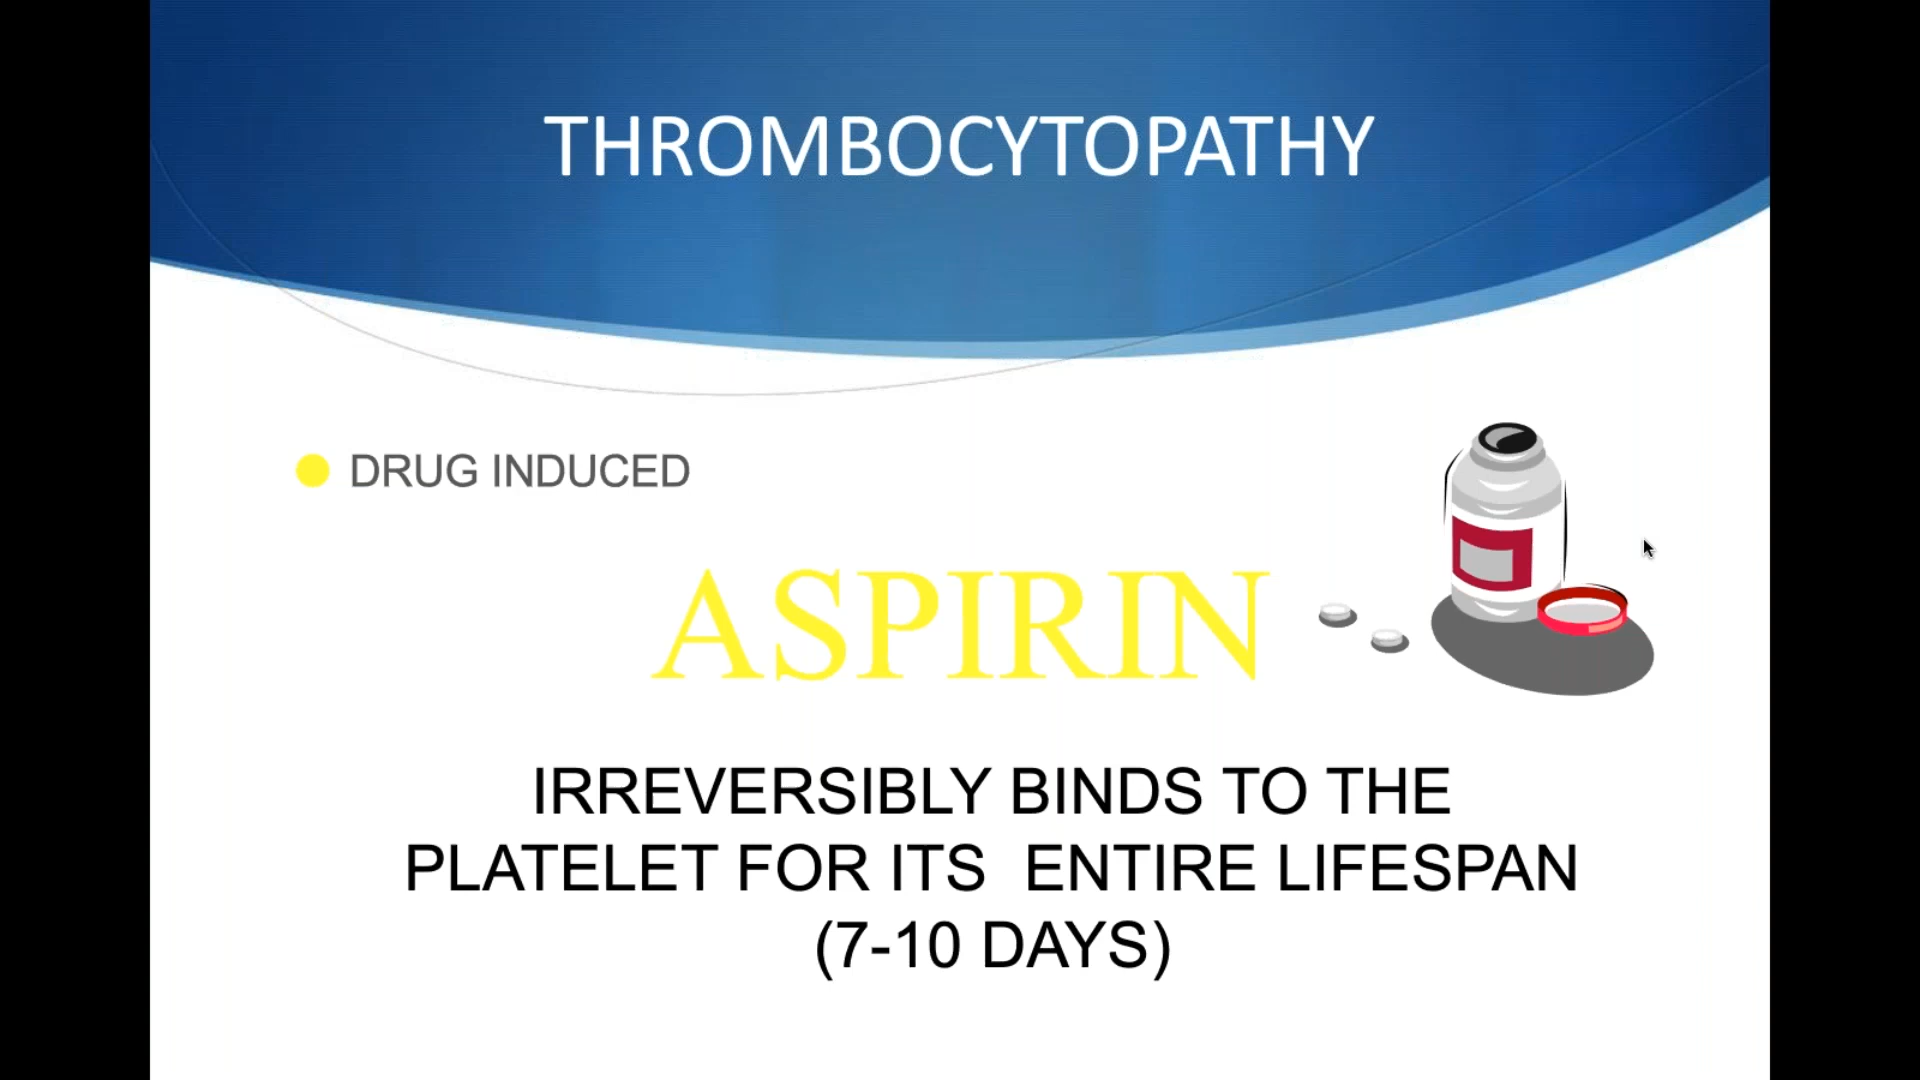 THROMBOCYTOPATHY
DRUG INDUCED
ASPIRIN
IRREVERSIBLY BINDS TO THE
PLATELET FOR ITS  ENTIRE LIFESPAN
(7-10 DAYS)